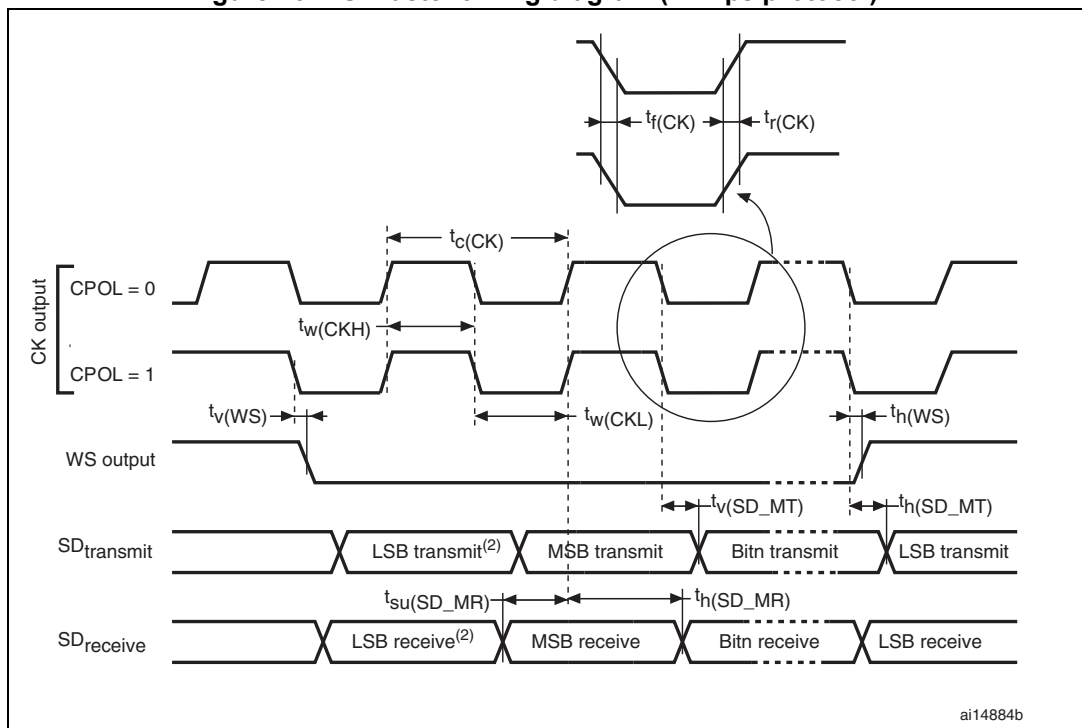 tf(CK)
tr(CK)
tc(CK)
CK output
CPOL = 0
tw(CKH)
CPOL = 1
tv(WS)
tw(CKL)
th(WS)
WS output
tv(SD_MT)
th(SD_MT)
SDtransmit
LSB transmit(2)
MSB transmit
Bitn transmit
LSB transmit
tsu(SD_MR)
th(SD_MR)
SDreceive
LSB receive(2)
MSB receive
Bitn receive
LSB receive
ai14884b